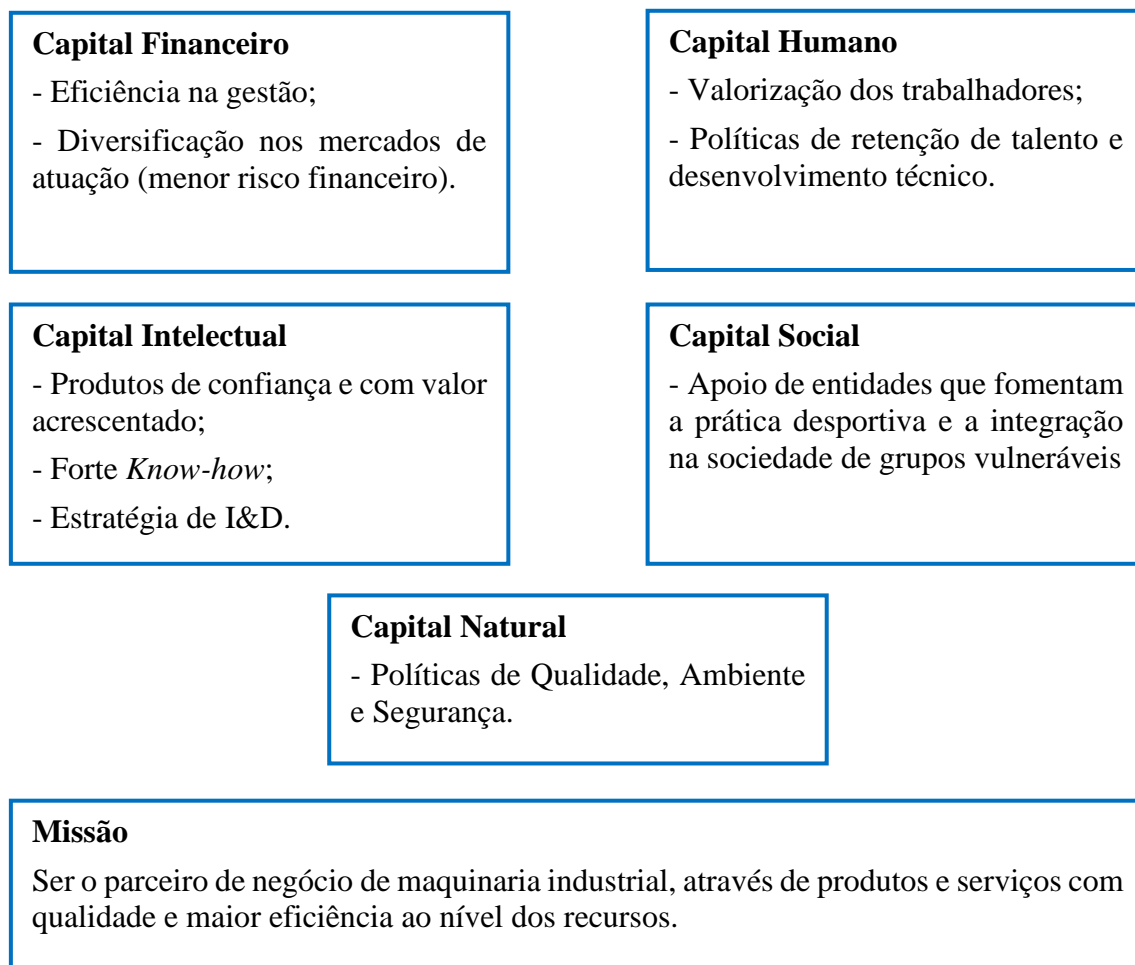 Capital Financeiro
- Eficiência na gestão;
- Diversificação nos mercados de
atuação (menor risco financeiro).
Capital Humano
- Valorização dos trabalhadores;
- Políticas de retenção de talento e
desenvolvimento técnico.
Capital Intelectual
- Produtos de confiança e com valor
acrescentado;
- Forte Know-how;
- Estratégia de I&D.
Capital Social
- Apoio de entidades que fomentam
a prática desportiva e a integração
na sociedade de grupos vulneráveis
Capital Natural
- Políticas de Qualidade, Ambiente
e Segurança.
Missão
Ser o parceiro de negócio de maquinaria industrial, através de produtos e serviços com
qualidade e maior eficiência ao nível dos recursos.